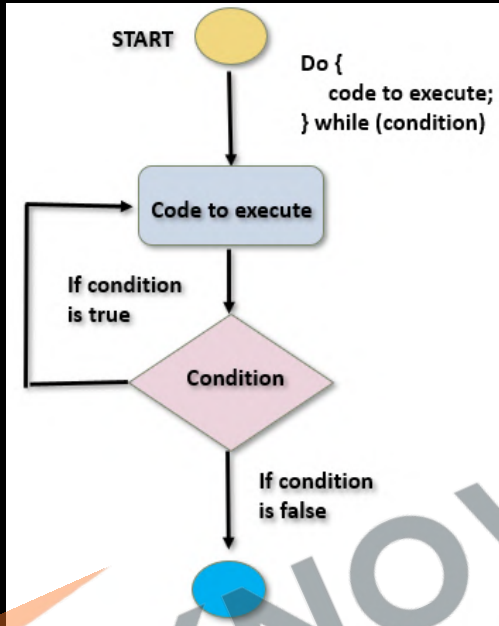 START
Do {
code to execute;
} while (condition)
Code to execute
If condition
is true
Condition
If condition
is false